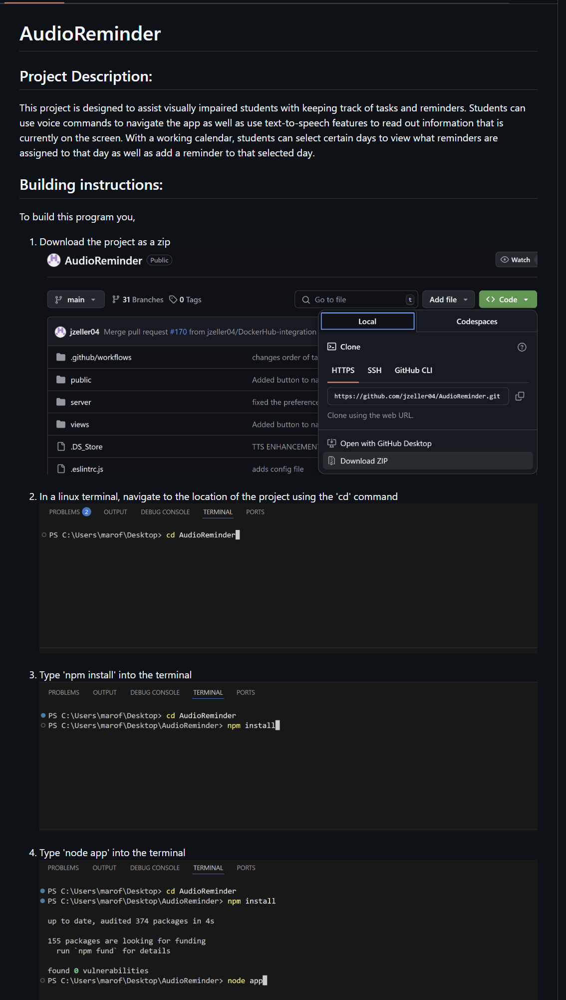 AudioReminder
Project Description:
This project is designed to assist visually impaired students with keeping track of tasks and reminders. Students can
use voice commands to navigate the app as well as use text-to-speech features to read out information that is
currently on the screen. With a working calendar, students can select certain days to view what reminders are
assigned to that day as well as add a reminder to that selected day.
Building instructions:
To build this program you,
1. Download the project as a zip
AudioReminder Public Watch
main 31 Branches 0 Tags Go to file t Add file <> Code
Local Codespaces
jzeller04 Merge pull request #170 from jzeller04/DockerHub-integration
Clone
.github/workflows changes order of ta
HTTPS SSH GitHub CLI
public Added button to na
https://github.com/jzeller04/AudioReminder.git
server fixed the preference
Clone using the web URL.
views Added button to na
Open with GitHub Desktop
.DS_Store TTS ENHANCEMEN
Download ZIP
.eslintrc.js adds config file
2. In a linux terminal, navigate to the location of the project using the 'cd' command
PROBLEMS 2 OUTPUT DEBUG CONSOLE TERMINAL PORTS
PS C:\Users\marof\Desktop> cd AudioReminder
3. Type 'npm install' into the terminal
PROBLEMS OUTPUT DEBUG CONSOLE TERMINAL PORTS
PS C:\Users\marof\Desktop> cd AudioReminder
PS C:\Users\marof\Desktop\AudioReminder> npm install
4. Type 'node app' into the terminal
PROBLEMS OUTPUT DEBUG CONSOLE TERMINAL PORTS
PS C:\Users\marof\Desktop> cd AudioReminder
PS C:\Users\marof\Desktop\AudioReminder> npm install
up to date, audited 374 packages in 4s
155 packages are looking for funding
run `npm fund` for details
found 0 vulnerabilities
PS C:\Users\marof\Desktop\AudioReminder> node app